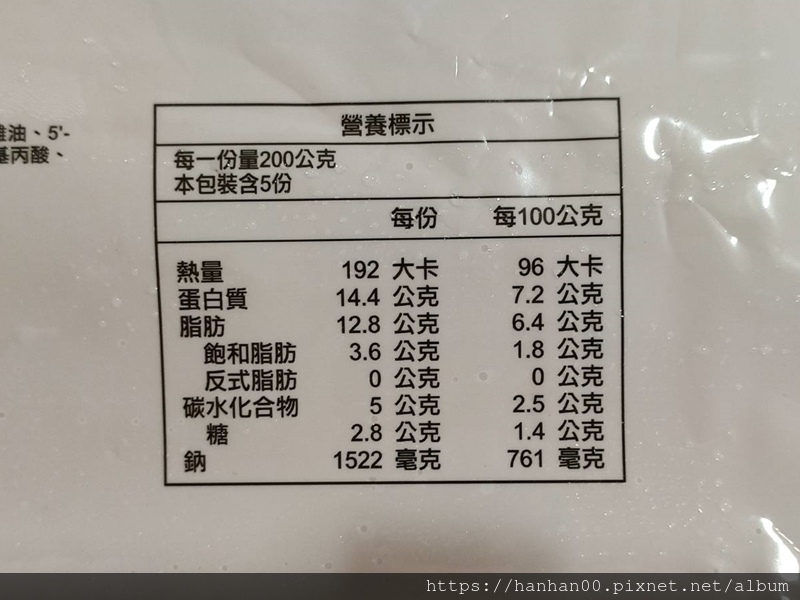 油、5'-
基丙酸、
營養標示
每一份量200公克
本包裝含5份
每份 每100公克
熱量 192 大卡 96 大卡
蛋白質 14.4 公克 7.2 公克
脂肪 12.8 公克 6.4 公克
飽和脂肪 3.6 公克 1.8 公克
反式脂肪 0 公克 0 公克
碳水化合物 5 公克 2.5 公克
糖 2.8 公克 1.4 公克
鈉 1522 毫克 761 毫克
https://hanhan00.pixnet.net/album